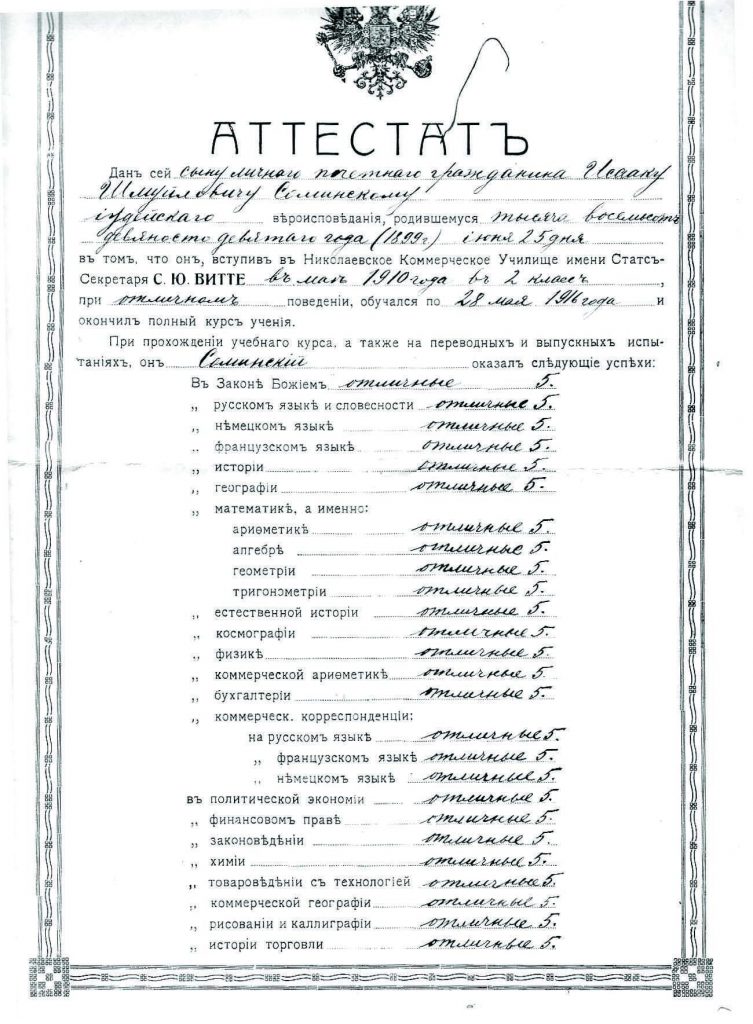 АТТЕСТАТЪ
Данъ сей сыну личнаго почетнаго гражданина Исааку
Шмуйловичу Соминскому
іудейскаго вѣроисповѣдания, родившемуся тысяча восемьсотъ
девяносто девятаго года (1899 г) іюня 25 дня
въ томъ, что онъ, вступивъ въ Николаевское Коммерческое Училище имени Статсъ-
Секретаря С. Ю. ВИТТЕ въ маѣ 1910 года въ 2 классъ,
при отличномъ поведеніи, обучался по 28 мая 1916 года и
окончилъ полный курсъ ученія.
При прохожденіи учебнаго курса, а также на переводныхъ и выпускныхъ испы-
таніяхъ, онъ Соминскій оказалъ слѣдующіе успѣхи:
Въ Законѣ Божіемъ отличные 5.
„ русскомъ языкѣ и словесности отличные 5.
„ нѣмецкомъ языкѣ отличные 5.
„ французскомъ языкѣ отличные 5.
„ исторіи отличные 5.
„ географіи отличные 5.
„ математикѣ, а именно:
ариѳметикѣ отличные 5.
алгебрѣ отличные 5.
геометріи отличные 5.
тригонометріи отличные 5.
„ естественной исторіи отличные 5.
„ космографіи отличные 5.
„ физикѣ отличные 5.
„ коммерческой ариѳметикѣ отличные 5.
„ бухгалтеріи отличные 5.
„ коммерческ. корреспонденціи:
на русскомъ языкѣ отличные 5.
„ французскомъ языкѣ отличные 5.
„ нѣмецкомъ языкѣ отличные 5.
въ политической экономіи отличные 5.
„ финансовомъ правѣ отличные 5.
„ законовѣдѣніи отличные 5.
„ химіи отличные 5.
„ товаровѣдѣніи съ технологіей отличные 5.
„ коммерческой географіи отличные 5.
„ рисованіи и каллиграфіи отличные 5.
„ исторіи торговли отличные 5.